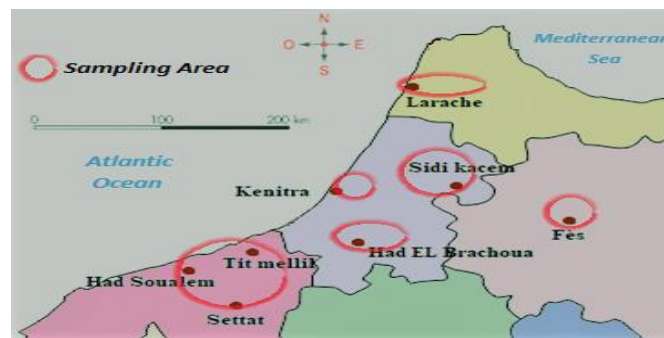 N
O E
S
Mediterranean
Sea
Sampling Area
Larache
0 100 200 km
Atlantic
Ocean
Sidi kacem
Kenitra
Fès
Had EL Brachoua
Tit mellil
Had Soualem
Settat